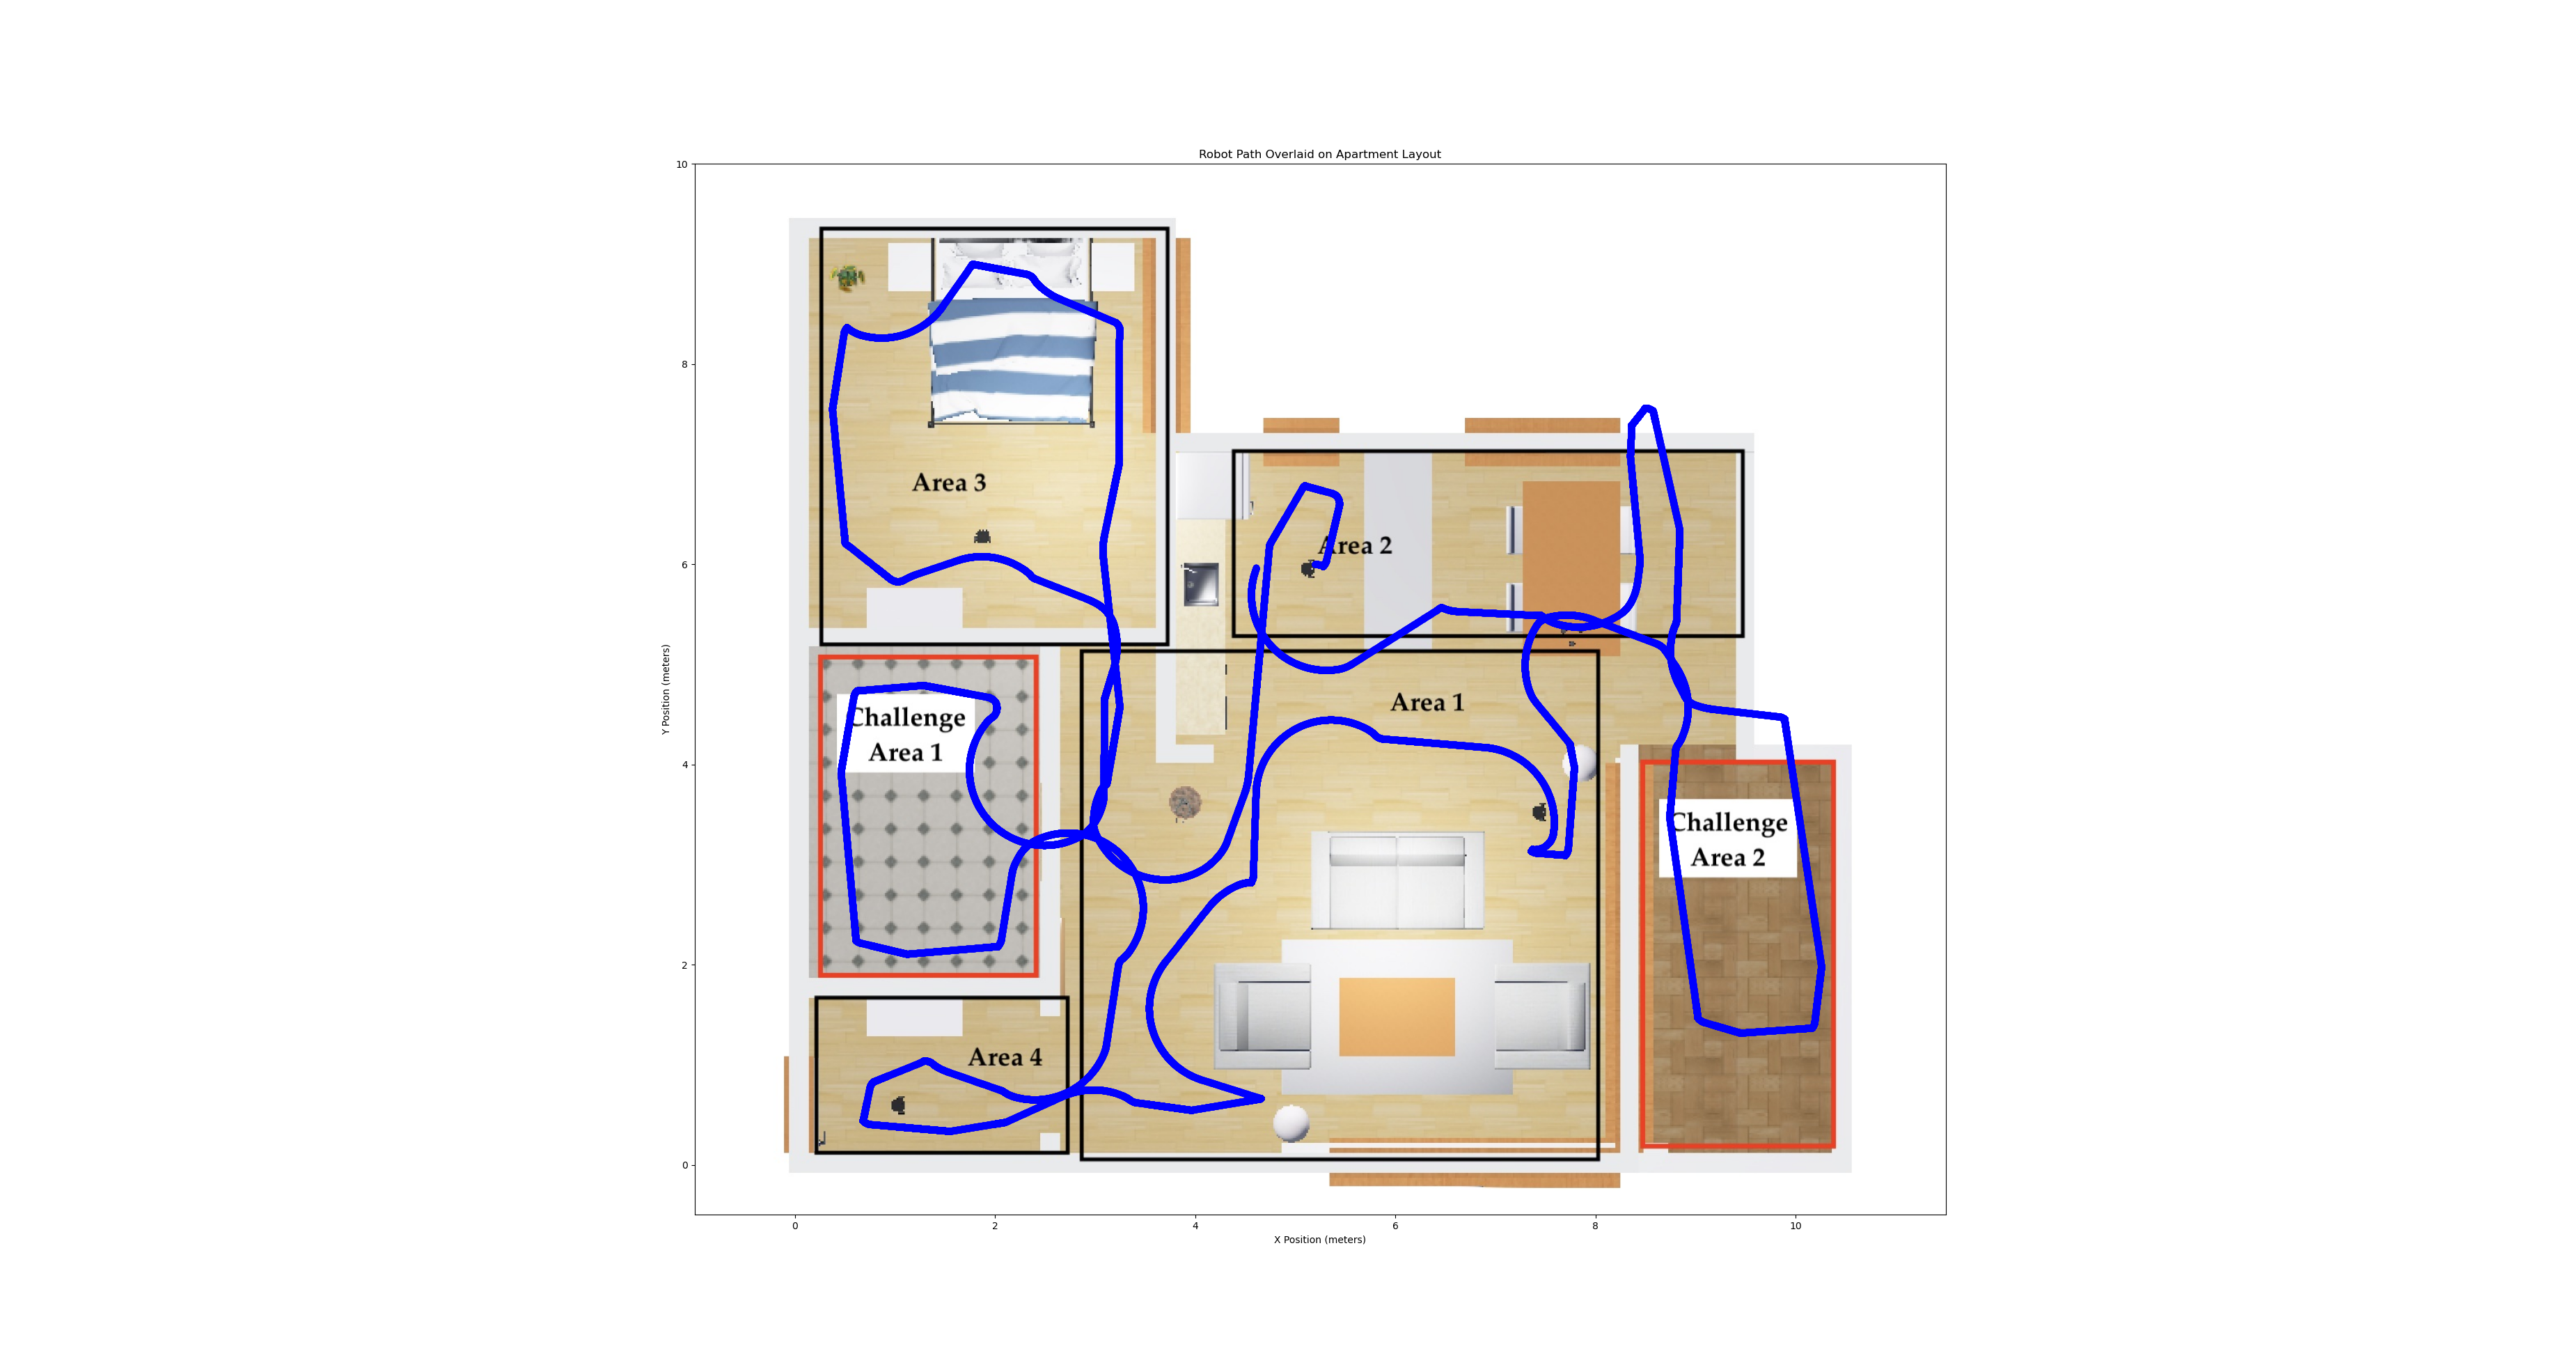 Robot Path Overlaid on Apartment Layout
10
8
6
4
2
0
Y Position (meters)
Area 3
Area 2
Area 1
Challenge
Area 1
Challenge
Area 2
Area 4
0 2 4 6 8 10
X Position (meters)